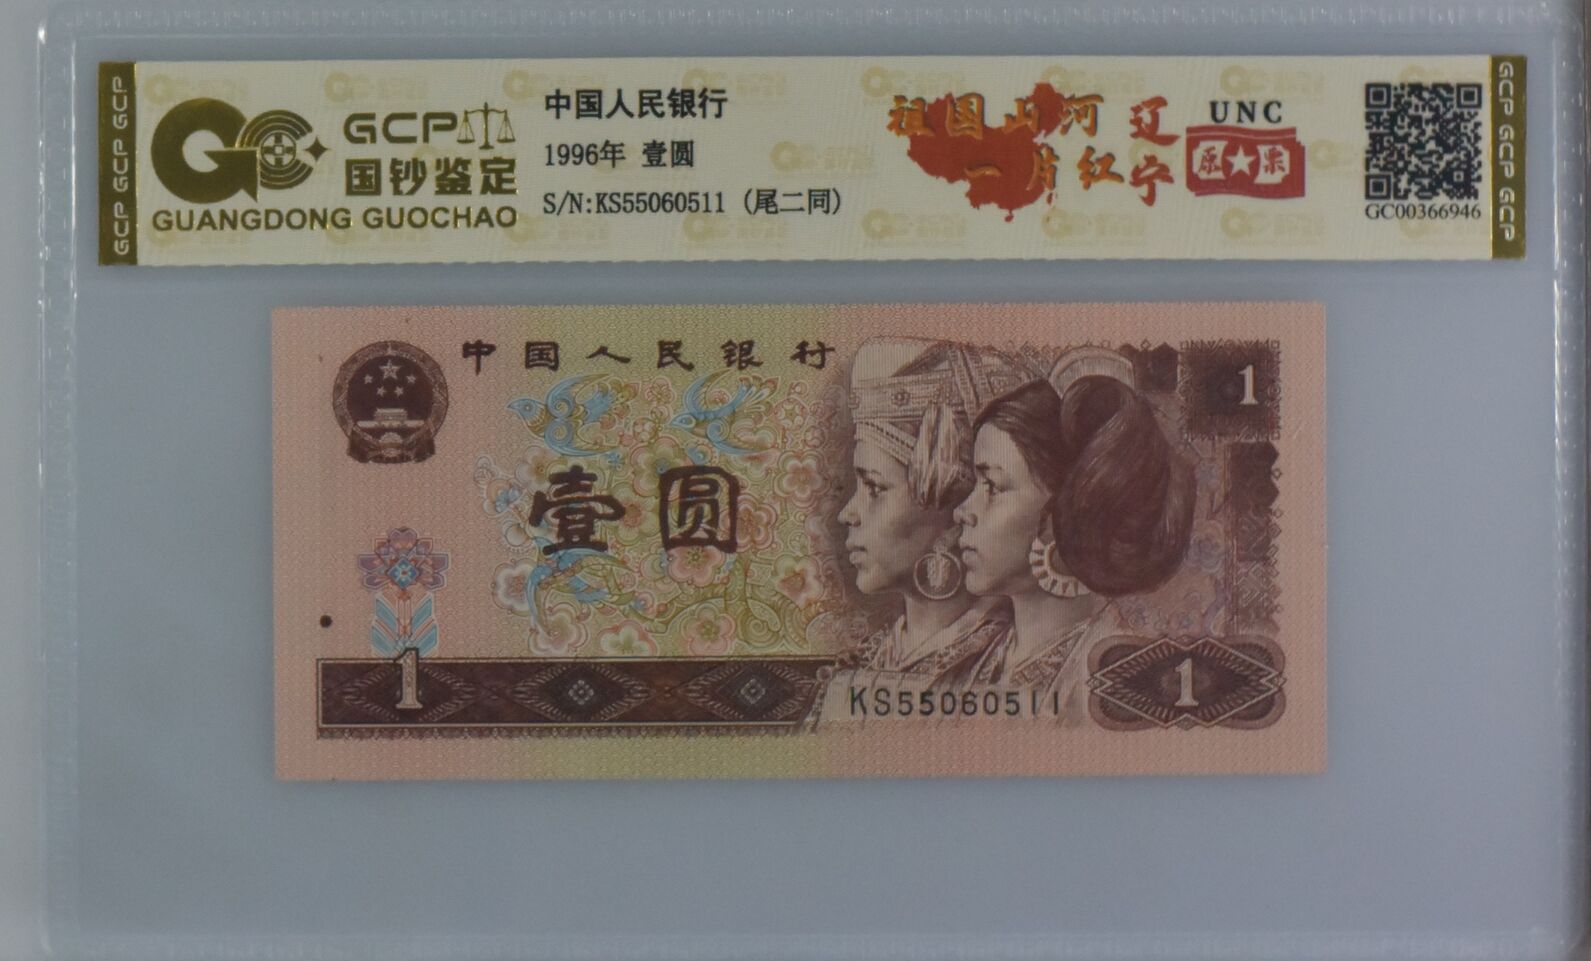 GCP GCP GCP
GCP
国钞鉴定
GUANGDONG GUOCHAO
中国人民银行
1996年 壹圆
S/N:KS55060511 (尾二同)
祖国山河
一片红
辽宁
UNC
GC00366946
GCP GCP GCP
中国人民银行
1
壹圆
1
KS55060511
1